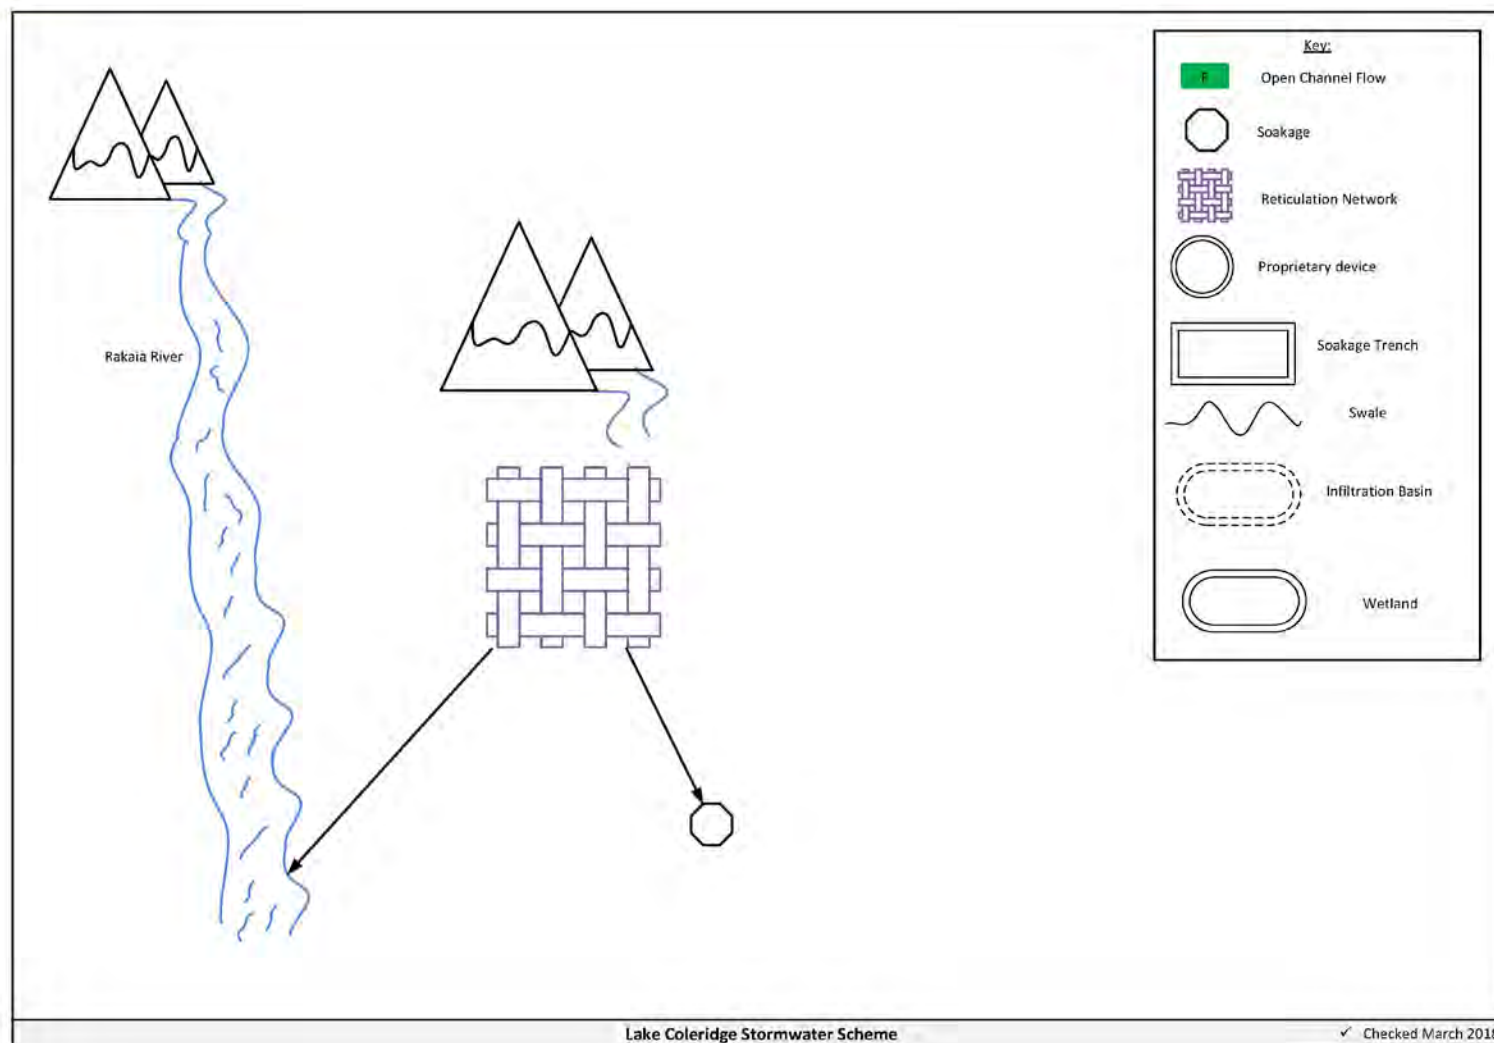 Key:
Open Channel Flow
Soakage
Reticulation Network
Proprietary device
Soakage Trench
Swale
Infiltration Basin
Wetland
Rakaia River
Lake Coleridge Stormwater Scheme
✓ Checked March 2018